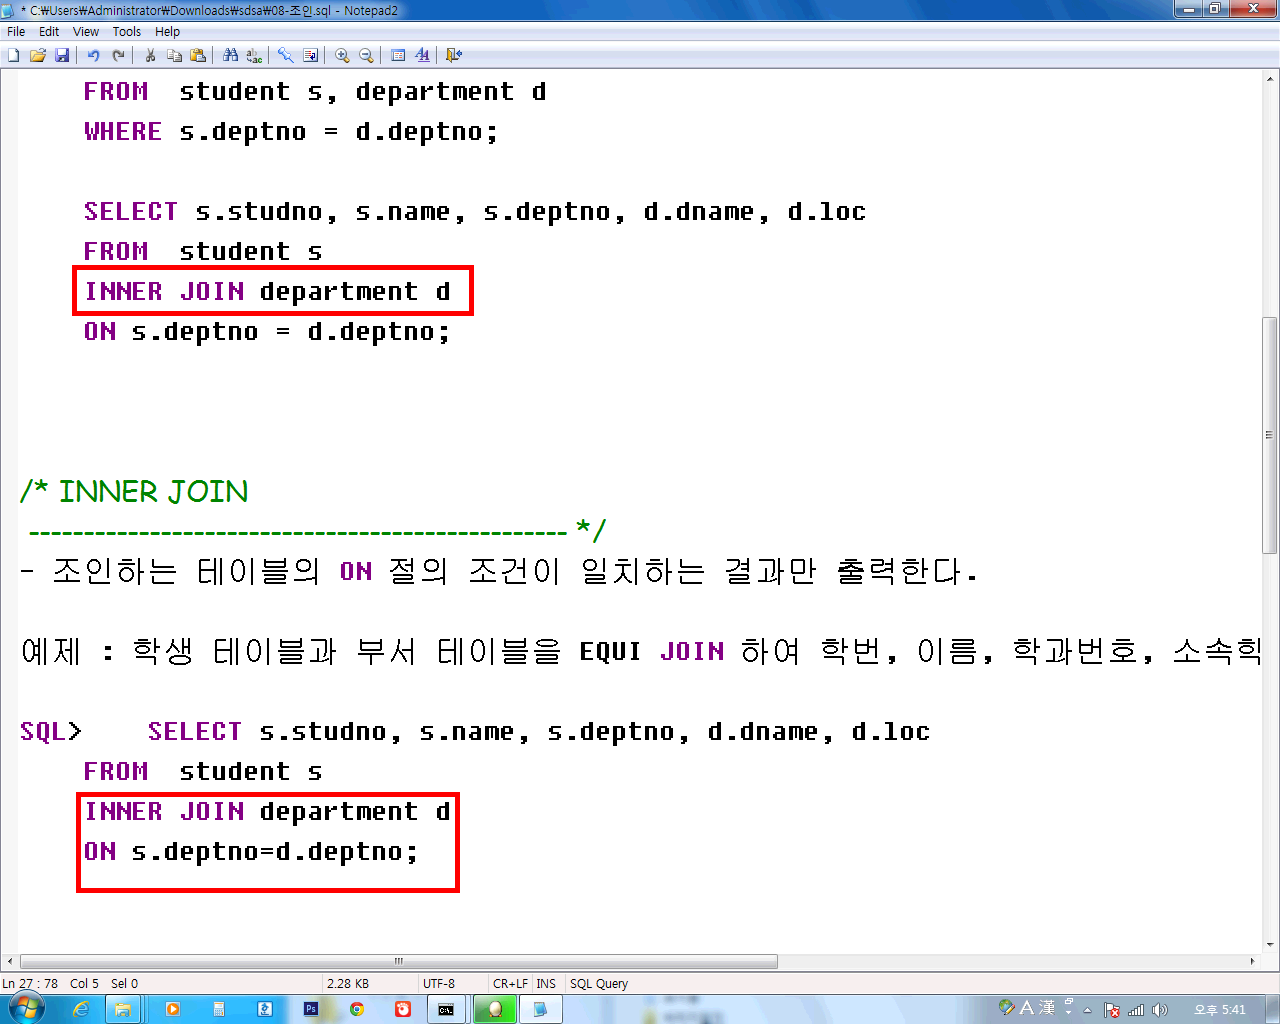 * C:₩Users₩Administrator₩Downloads₩sdsa₩08-조인.sql - Notepad2
File Edit View Tools Help
FROM  student s, department d
WHERE s.deptno = d.deptno;
SELECT s.studno, s.name, s.deptno, d.dname, d.loc
FROM  student s
INNER JOIN department d
ON s.deptno = d.deptno;
/* INNER JOIN
------------------------------------------------- */
- 조인하는 테이블의 ON 절의 조건이 일치하는 결과만 출력한다.
예제 : 학생 테이블과 부서 테이블을 EQUI JOIN 하여 학번, 이름, 학과번호, 소속학
SQL>    SELECT s.studno, s.name, s.deptno, d.dname, d.loc
FROM  student s
INNER JOIN department d
ON s.deptno=d.deptno;
Ln 27 : 78 Col 5 Sel 0 2.28 KB UTF-8 CR+LF INS SQL Query
Ps A 漢 오후 5:41